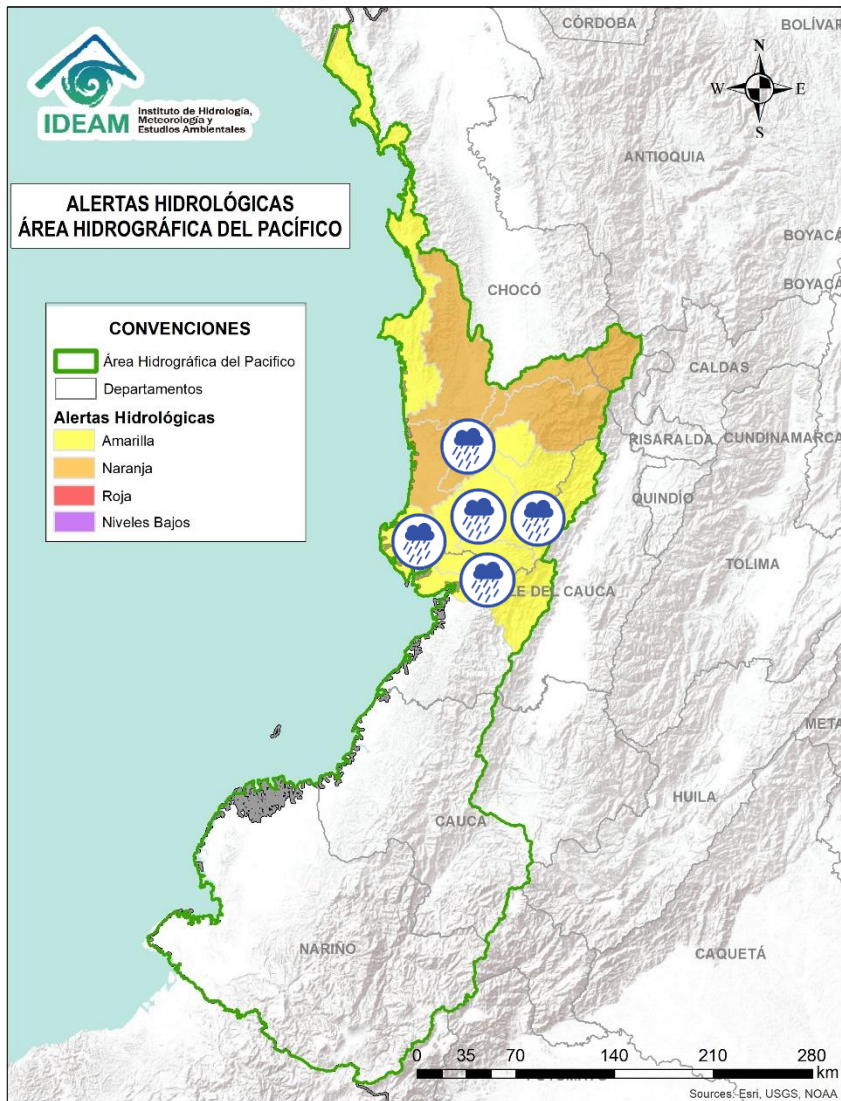 CÓRDOBA
BOLÍVAR
N
W
E
S
IDEAM
Instituto de Hidrología,
Meteorología y
Estudios Ambientales
ANTIOQUIA
ALERTAS HIDROLÓGICAS
ÁREA HIDROGRÁFICA DEL PACÍFICO
BOYACÁ
BOYACÁ
CHOCÓ
CONVENCIONES
Área Hidrográfica del Pacifico
Departamentos
Alertas Hidrológicas
Amarilla
Naranja
Roja
Niveles Bajos
CALDAS
RISARALDA
CUNDINAMARCA
QUINDÍO
TOLIMA
LE DEL CAUCA
META
HUILA
CAUCA
NARIÑO
CAQUETÁ
0 35 70 140 210 280
km
Sources: Esri, USGS, NOAA